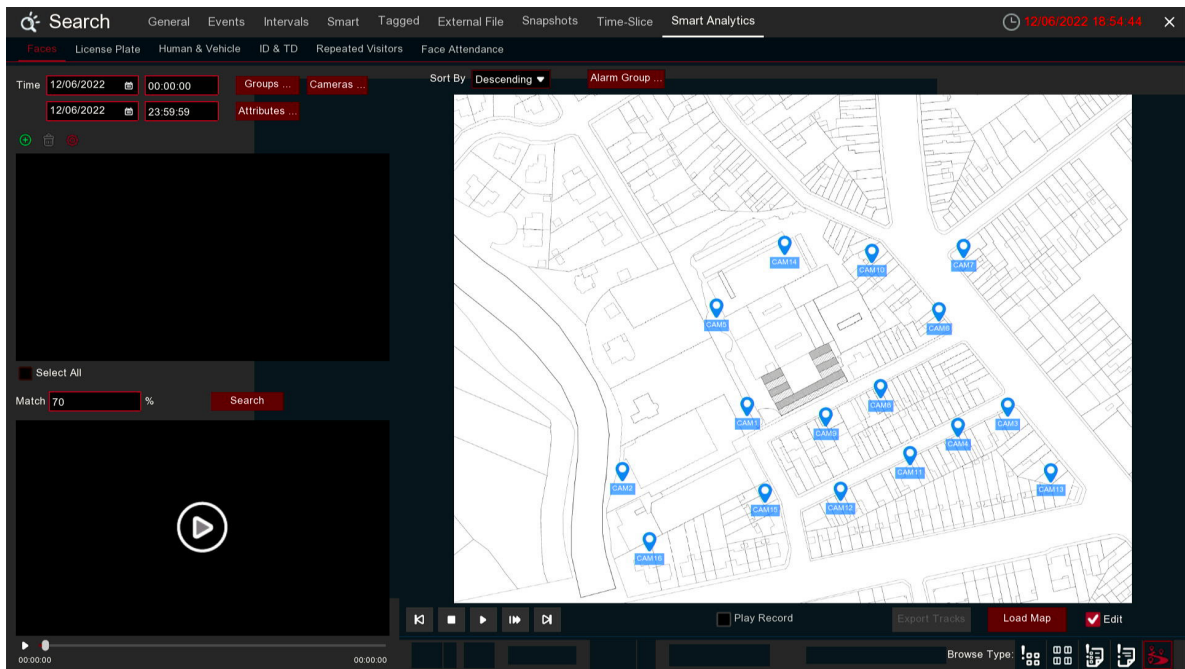 Search General Events Intervals Smart Tagged External File Snapshots Time-Slice Smart Analytics 12/06/2022 18:54:44
Faces License Plate Human & Vehicle ID & TD Repeated Visitors Face Attendance
Time 12/06/2022 00:00:00 Groups ... Cameras ...
12/06/2022 23:59:59 Attributes ...
Sort By Descending Alarm Group ...
CAM14
CAM10
CAM7
CAM5
CAM1
CAM9
CAM4
CAM3
CAM11
CAM2
CAM15
CAM12
CAM13
CAM16
Select All
Match 70 % Search
00:00:00 00:00:00
Play Record Export Tracks Load Map Edit
Browse Type: